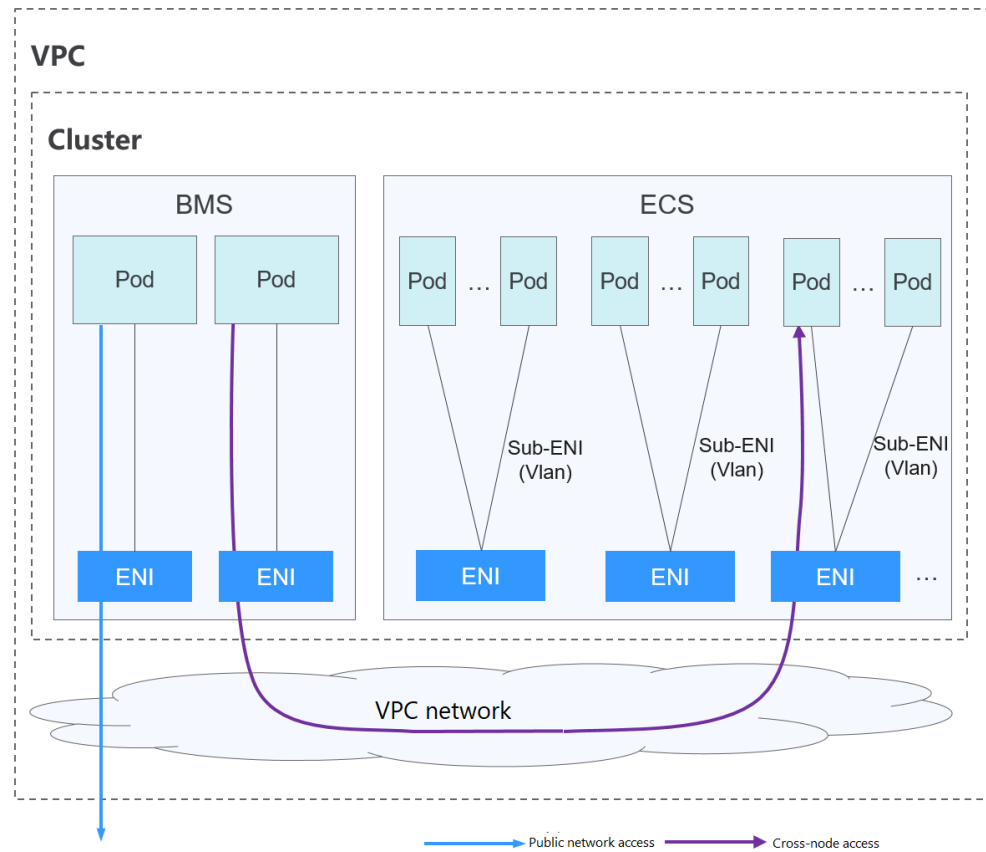 VPC
Cluster
BMS
ECS
Pod
Pod
Pod ... Pod
Pod ... Pod
Pod ... Pod
Sub-ENI
(Vlan)
Sub-ENI
(Vlan)
Sub-ENI
(Vlan)
ENI
ENI
ENI
ENI
ENI ...
VPC network
Public network access
Cross-node access